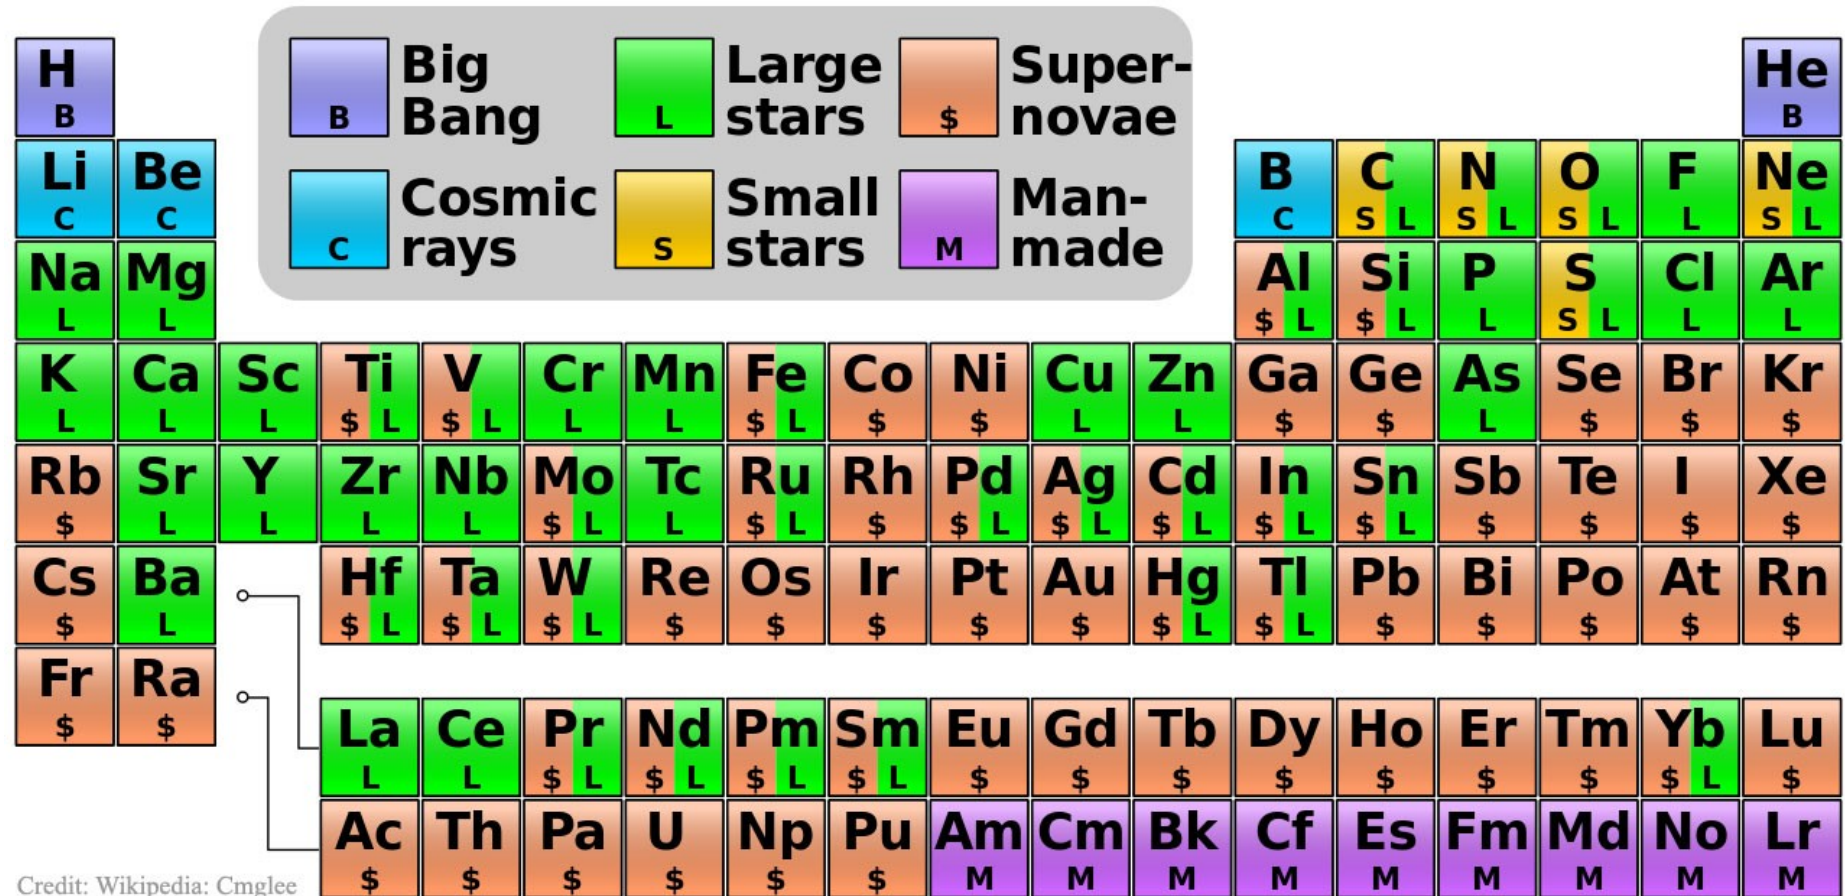 Big Bang
B
Large stars
L
Super-novae
$
Cosmic rays
C
Small stars
S
Man-made
M
H He
B B
Li Be B C N O F Ne
C C C S L S L S L L S L
Na Mg Al Si P S Cl Ar
L L $ L $ L L S L L L
K Ca Sc Ti V Cr Mn Fe Co Ni Cu Zn Ga Ge As Se Br Kr
L L L $ L $ L L L $ L $ $ L L $ $ L $ $ $
Rb Sr Y Zr Nb Mo Tc Ru Rh Pd Ag Cd In Sn Sb Te I Xe
$ L L L L $ L L $ L $ $ L $ L $ L $ L $ L $ $ $ $
Cs Ba Hf Ta W Re Os Ir Pt Au Hg Tl Pb Bi Po At Rn
$ L $ L $ L $ L $ $ $ $ $ $ L $ L $ $ $ $ $
Fr Ra
$ $
La Ce Pr Nd Pm Sm Eu Gd Tb Dy Ho Er Tm Yb Lu
L L $ L $ L $ L $ L $ $ $ $ $ $ $ $ L $
Ac Th Pa U Np Pu Am Cm Bk Cf Es Fm Md No Lr
$ $ $ $ $ $ M M M M M M M M M
Credit: Wikipedia: Cmglee